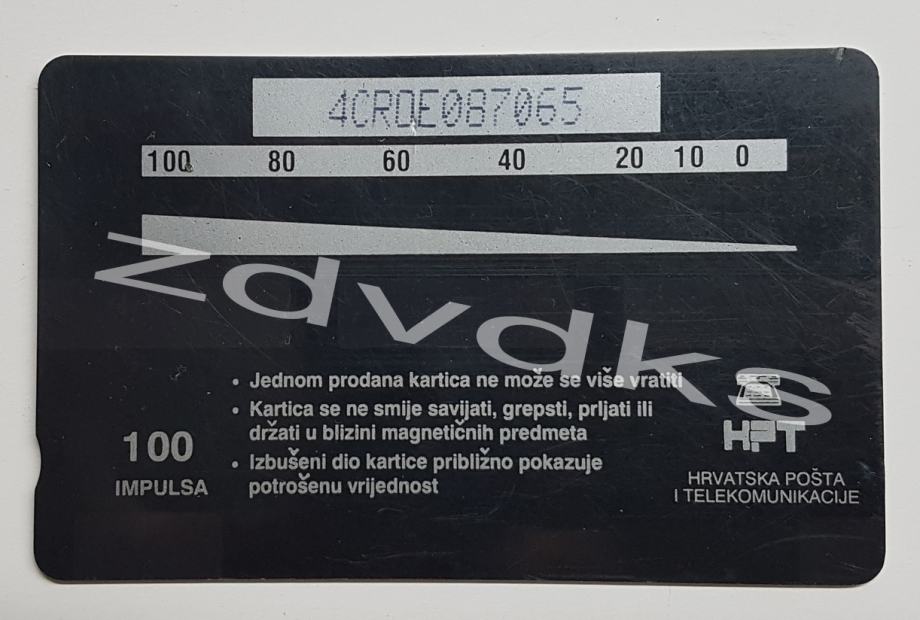 4CRDE087065
100 80 60 40 20 10 0
zdvdks
• Jednom prodana kartica ne može se više vratiti
• Kartica se ne smije savijati, grepsti, prljati ili
držati u blizini magnetičnih predmeta
• Izbušeni dio kartice približno pokazuje
potrošenu vrijednost
100
IMPULSA
HPT
HRVATSKA POŠTA
I TELEKOMUNIKACIJE